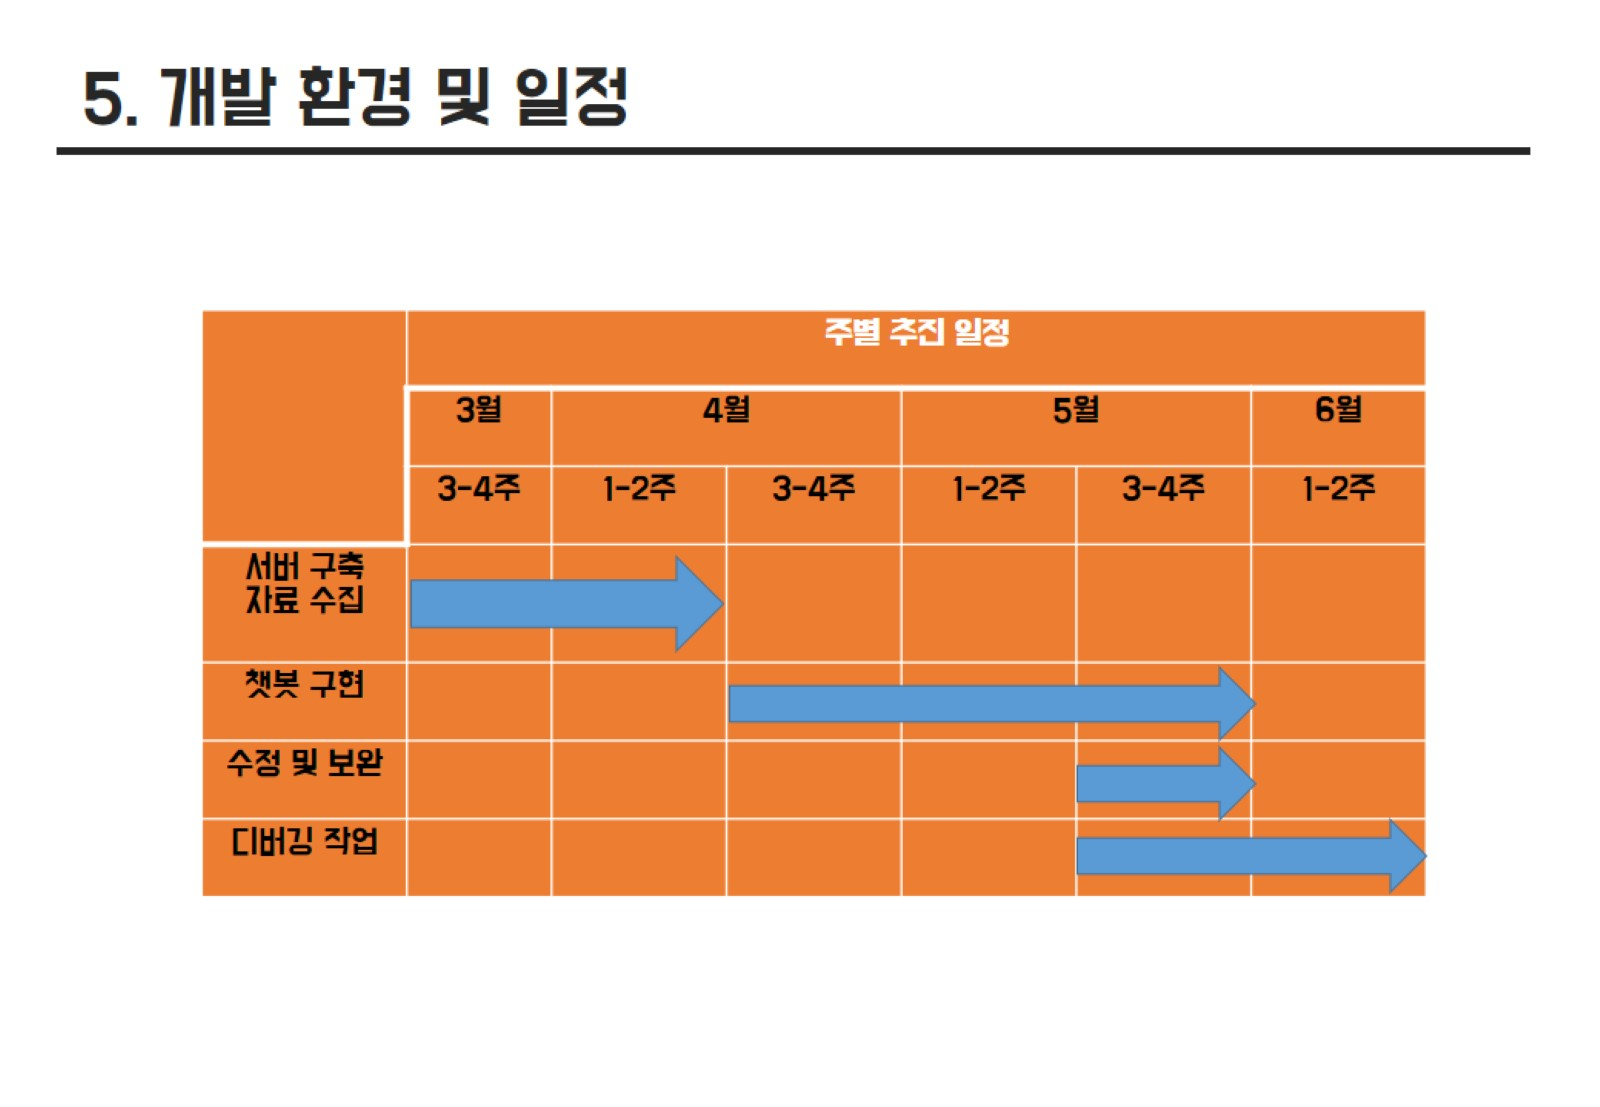 5. 개발 환경 및 일정
주별 추진 일정
3월 4월 5월 6월
3-4주 1-2주 3-4주 1-2주 3-4주 1-2주
서버 구축
자료 수집
챗봇 구현
수정 및 보완
디버깅 작업